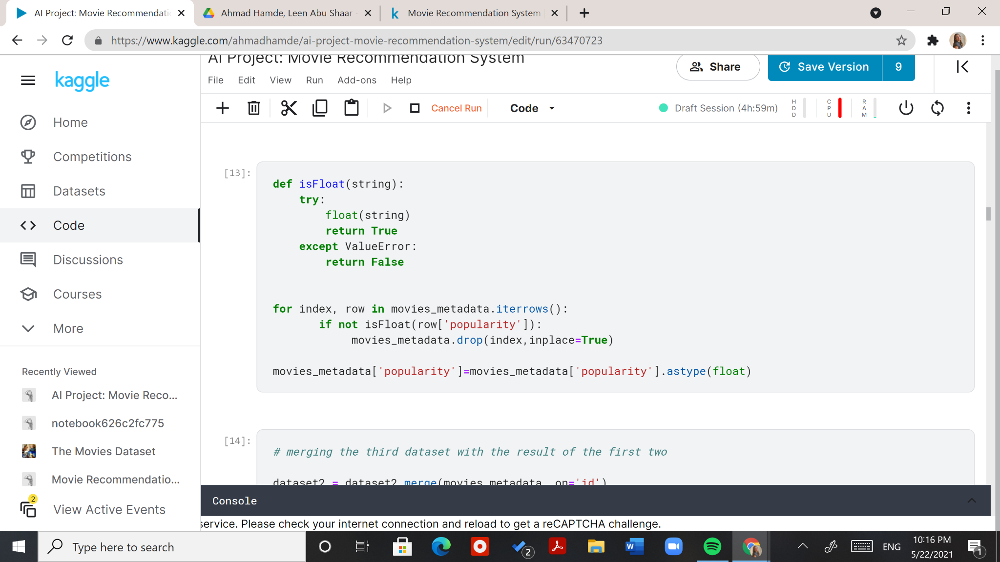 AI Project: Movie Recommendati
Ahmad Hamde, Leen Abu Shaar -
Movie Recommendation System
https://www.kaggle.com/ahmadhamde/ai-project-movie-recommendation-system/edit/run/63470723
kaggle
Home
Competitions
Datasets
Code
Discussions
Courses
More
Recently Viewed
AI Project: Movie Reco...
notebook626c2fc775
The Movies Dataset
Movie Recommendatio...
2
View Active Events
AI Project: Movie Recommendation System
Share
Save Version
9
File Edit View Run Add-ons Help
Cancel Run
Code
Draft Session (4h:59m)
HDD
CPU
RAM
[13]:
def isFloat(string):
    try:
        float(string)
        return True
    except ValueError:
        return False
for index, row in movies_metadata.iterrows():
       if not isFloat(row['popularity']):
            movies_metadata.drop(index,inplace=True)
movies_metadata['popularity']=movies_metadata['popularity'].astype(float)
[14]:
# merging the third dataset with the result of the first two
dataset2 = dataset2.merge(movies_metadata, on='id')
Console
service. Please check your internet connection and reload to get a reCAPTCHA challenge.
Type here to search
2
W
ENG
10:16 PM
5/22/2021
1